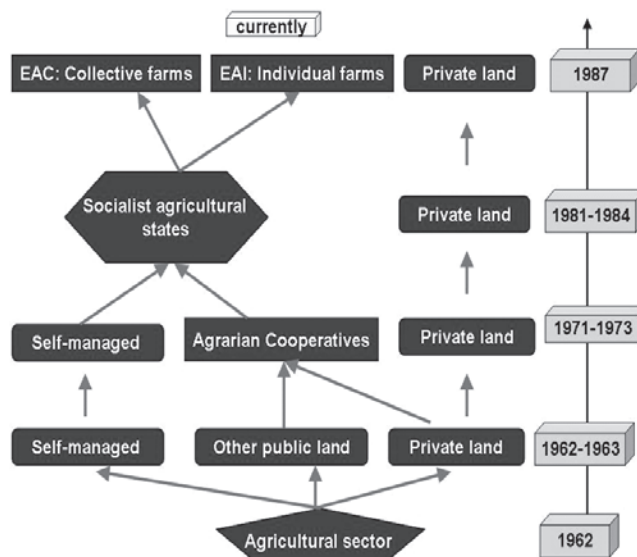 currently
EAC: Collective farms
EAI: Individual farms
Private land
1987
Socialist agricultural
states
Private land
1981-1984
Self-managed
Agrarian Cooperatives
Private land
1971-1973
Self-managed
Other public land
Private land
1962-1963
Agricultural sector
1962